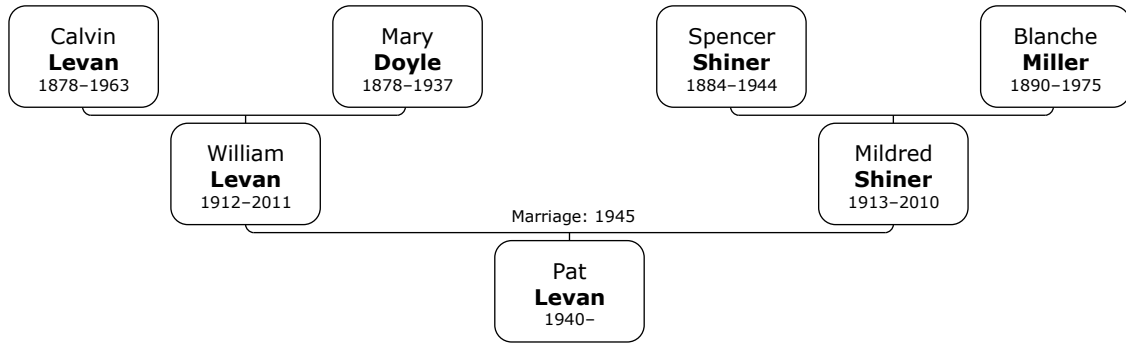 Calvin
Levan
1878–1963
Mary
Doyle
1878–1937
Spencer
Shiner
1884–1944
Blanche
Miller
1890–1975
William
Levan
1912–2011
Mildred
Shiner
1913–2010
Marriage: 1945
Pat
Levan
1940–